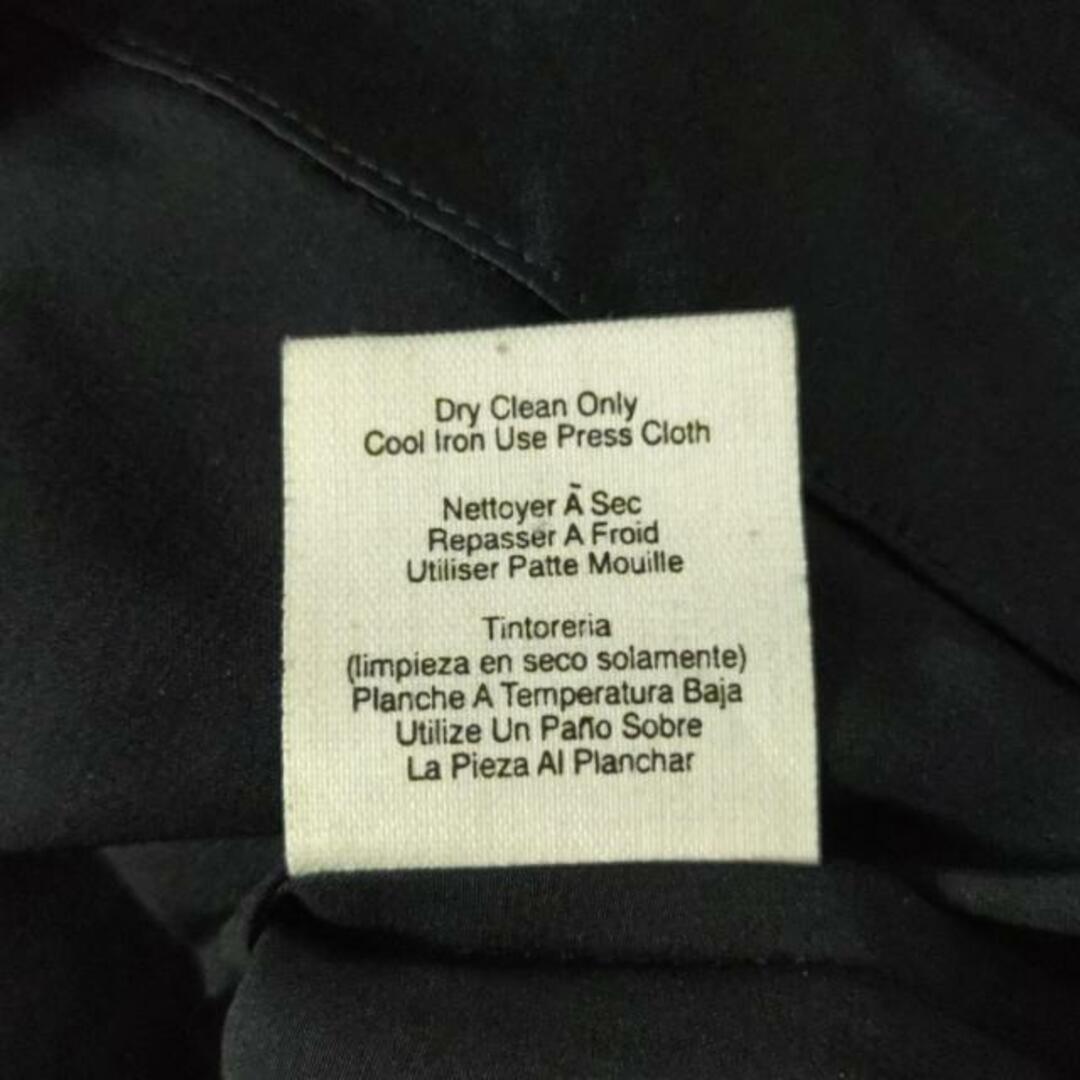 Dry Clean Only
Cool Iron Use Press Cloth
Nettoyer Ã Sec
Repasser A Froid
Utiliser Patte Mouille
Tintoreria
(limpieza en seco solamente)
Planche A Temperatura Baja
Utilize Un Paño Sobre
La Pieza Al Planchar